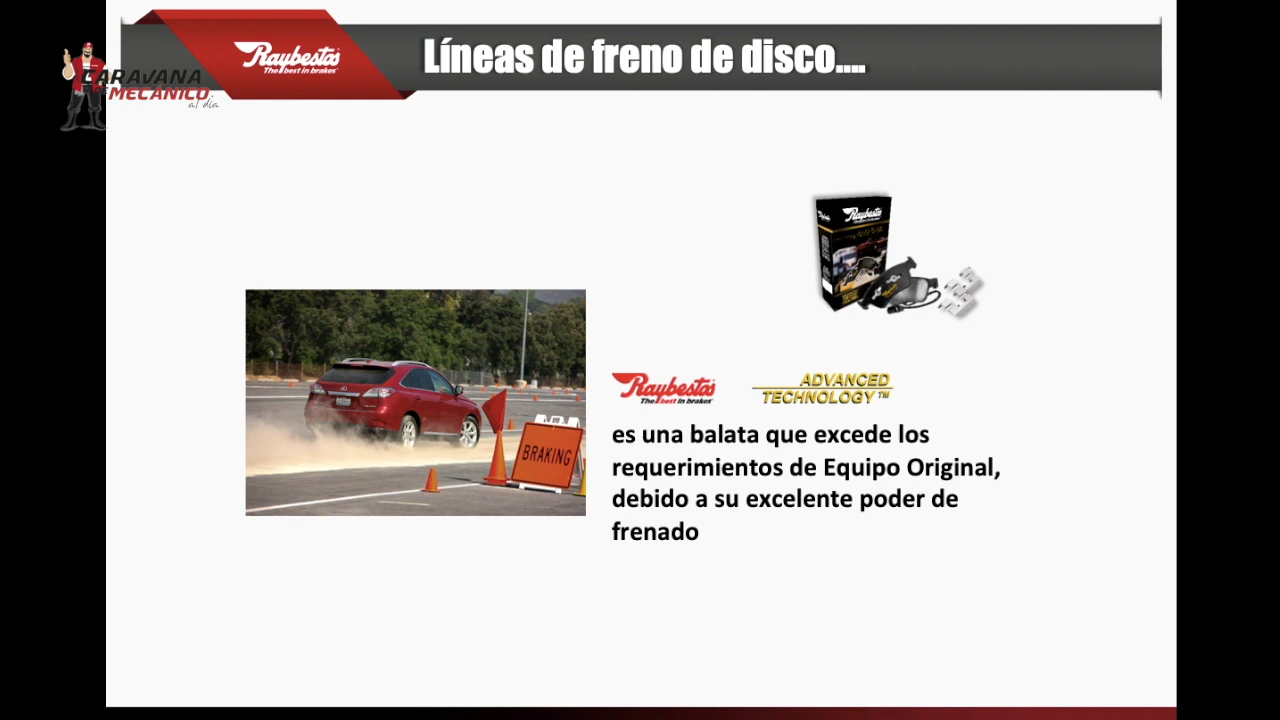 Raybestos
The best in brakes
Líneas de freno de disco....
CARAVANA
MECÁNICO
al día
Raybestos
BRAKING
Raybestos
The best in brakes
ADVANCED
TECHNOLOGY™
es una balata que excede los
requerimientos de Equipo Original,
debido a su excelente poder de
frenado